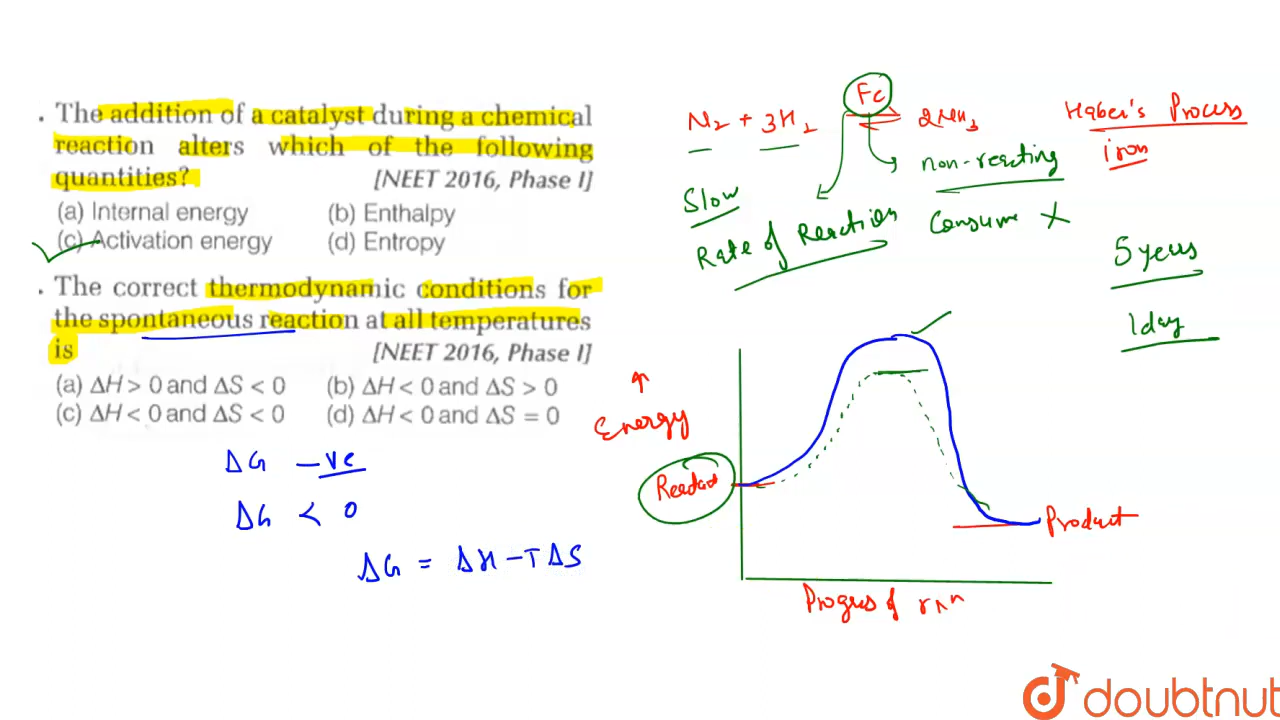 . The addition of a catalyst during a chemical
reaction alters which of the following
quantities? [NEET 2016, Phase I]
(a) Internal energy (b) Enthalpy
(c) Activation energy (d) Entropy
. The correct thermodynamic conditions for
the spontaneous reaction at all temperatures
is [NEET 2016, Phase I]
(a) ΔH > 0 and ΔS < 0 (b) ΔH < 0 and ΔS > 0
(c) ΔH < 0 and ΔS < 0 (d) ΔH < 0 and ΔS = 0
ΔG -ve
ΔG < 0
ΔG = ΔH - TΔS
Fe
N2 + 3H2 ⇌ 2NH3
Haber's Process
iron
non-reacting
Slow
Consume ×
Rate of Reaction
5 years
1 day
↑
Energy
Product
doubtnut